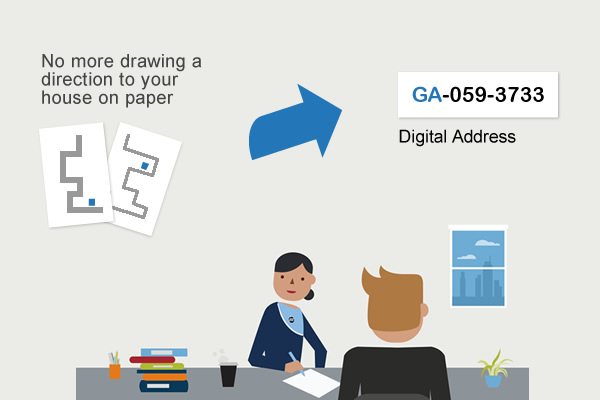 No more drawing a
direction to your
house on paper
GA-059-3733
Digital Address